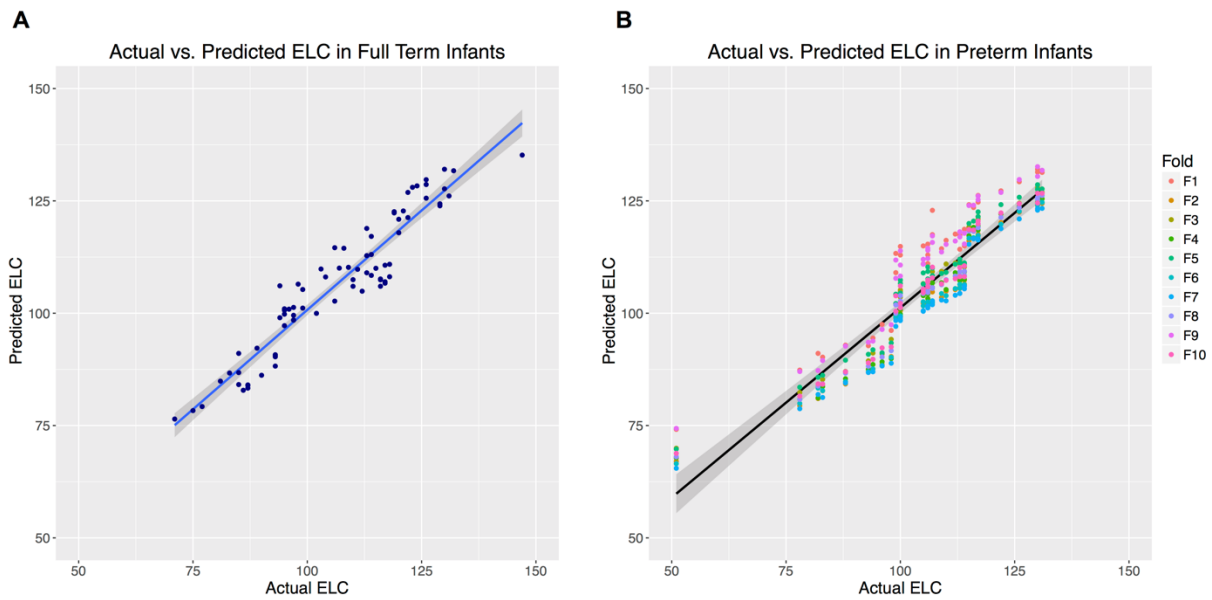 A
Actual vs. Predicted ELC in Full Term Infants
150
125
100
75
50
Predicted ELC
50
75
100
125
150
Actual ELC
B
Actual vs. Predicted ELC in Preterm Infants
150
125
100
75
50
Predicted ELC
50
75
100
125
150
Actual ELC
Fold
F1
F2
F3
F4
F5
F6
F7
F8
F9
F10